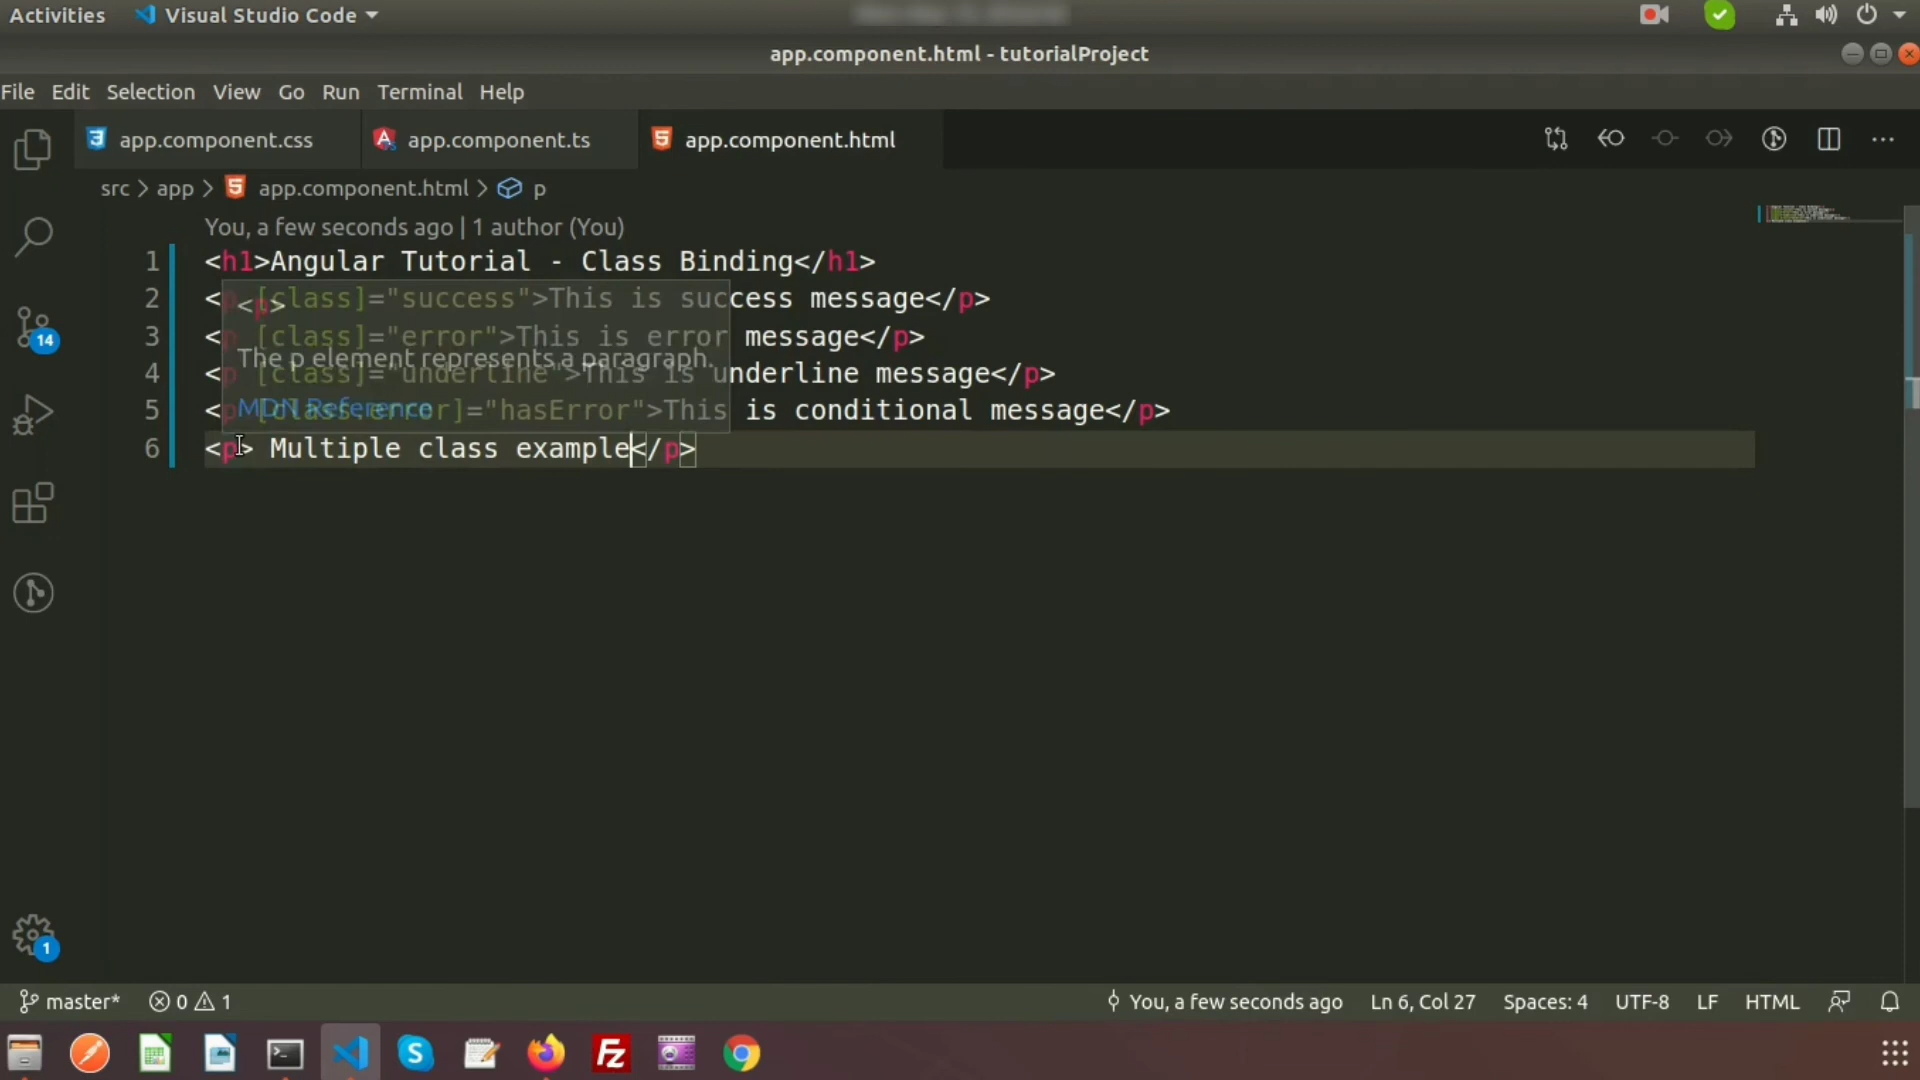 Activities Visual Studio Code
app.component.html - tutorialProject
File Edit Selection View Go Run Terminal Help
app.component.css app.component.ts app.component.html
src > app > app.component.html > p
You, a few seconds ago | 1 author (You)
1 <h1>Angular Tutorial - Class Binding</h1>
2 <p [class]="success">This is success message</p>
<p>
3 <p [class]="error">This is error message</p>
The p element represents a paragraph.
4 <p [class]="underline">This is underline message</p>
MDN Reference
5 <p [class.error]="hasError">This is conditional message</p>
6 <p> Multiple class example</p>
14
1
master* 0 1 You, a few seconds ago Ln 6, Col 27 Spaces: 4 UTF-8 LF HTML